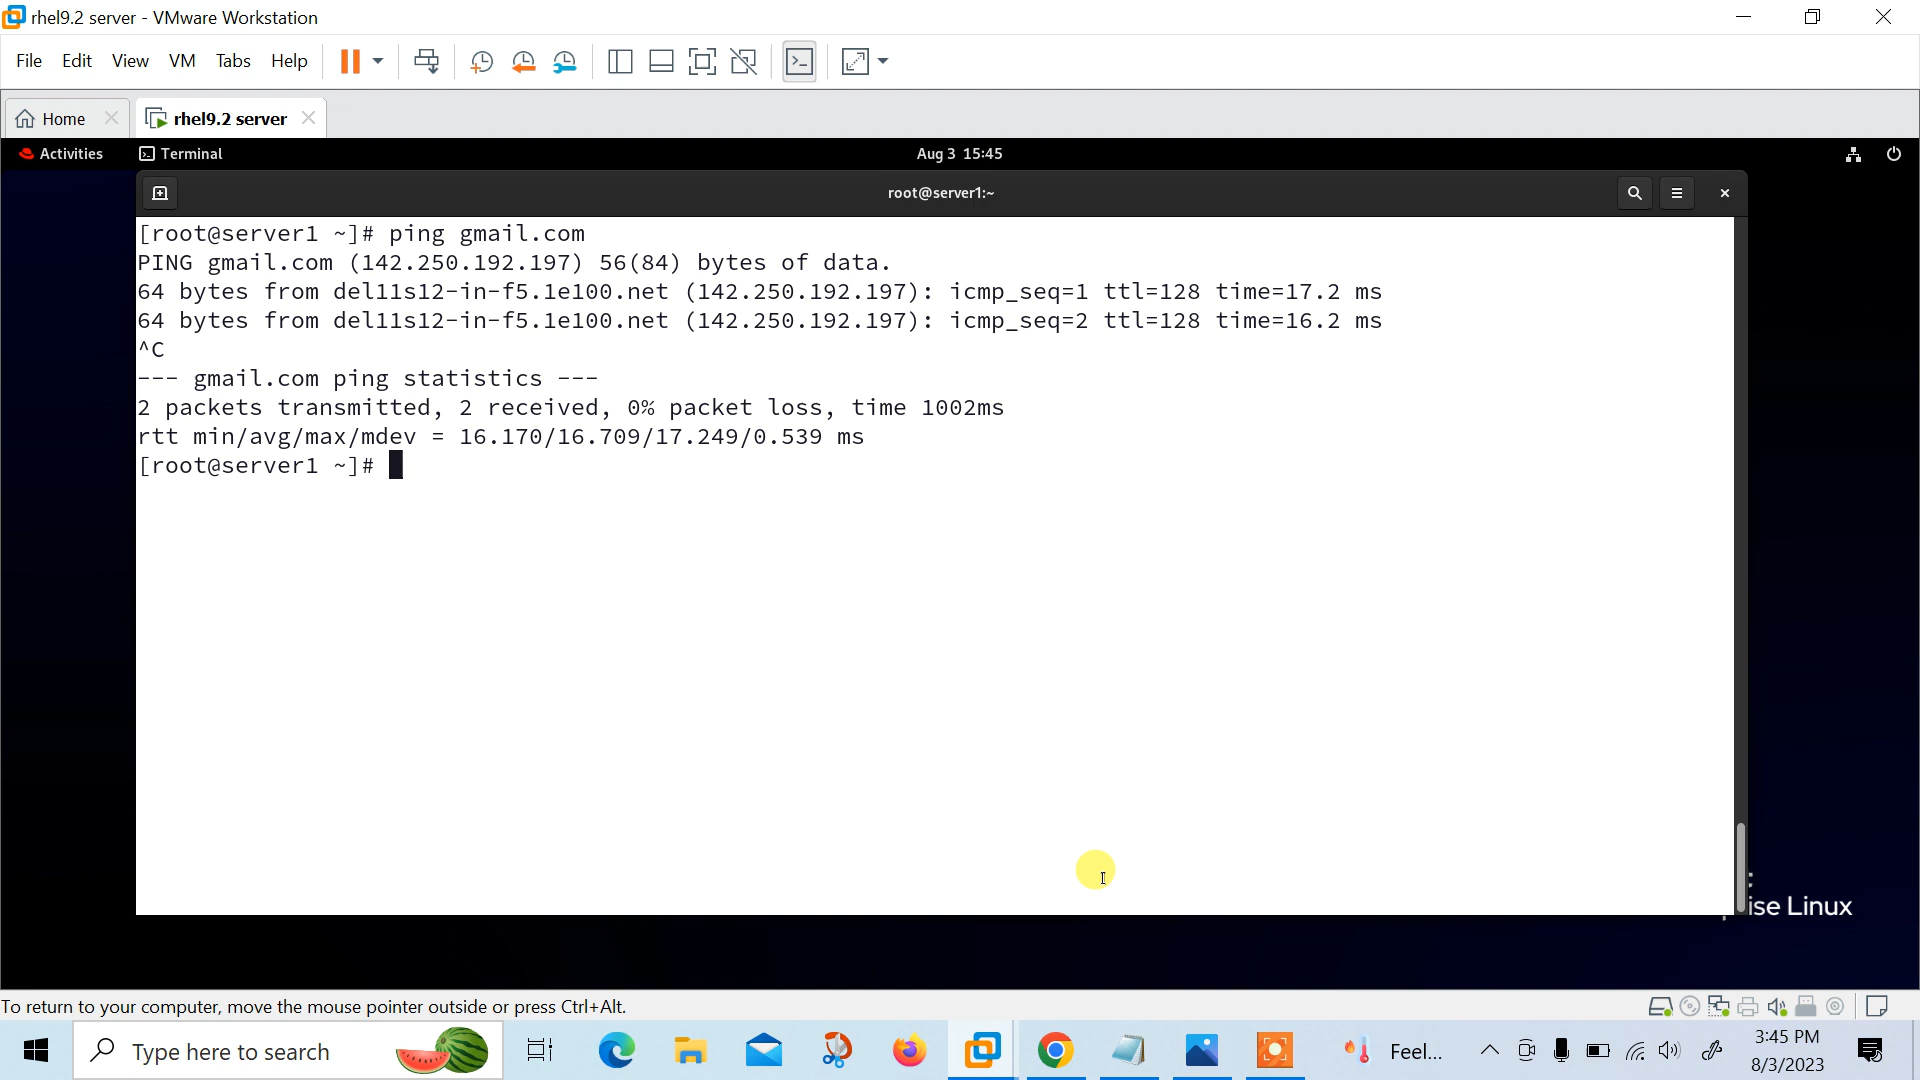 rhel9.2 server - VMware Workstation
File Edit View VM Tabs Help
Home rhel9.2 server
Activities Terminal Aug 3 15:45
root@server1:~
[root@server1 ~]# ping gmail.com
PING gmail.com (142.250.192.197) 56(84) bytes of data.
64 bytes from del11s12-in-f5.1e100.net (142.250.192.197): icmp_seq=1 ttl=128 time=17.2 ms
64 bytes from del11s12-in-f5.1e100.net (142.250.192.197): icmp_seq=2 ttl=128 time=16.2 ms
^C
--- gmail.com ping statistics ---
2 packets transmitted, 2 received, 0% packet loss, time 1002ms
rtt min/avg/max/mdev = 16.170/16.709/17.249/0.539 ms
[root@server1 ~]#
ise Linux
To return to your computer, move the mouse pointer outside or press Ctrl+Alt.
Type here to search Feel... 3:45 PM
8/3/2023